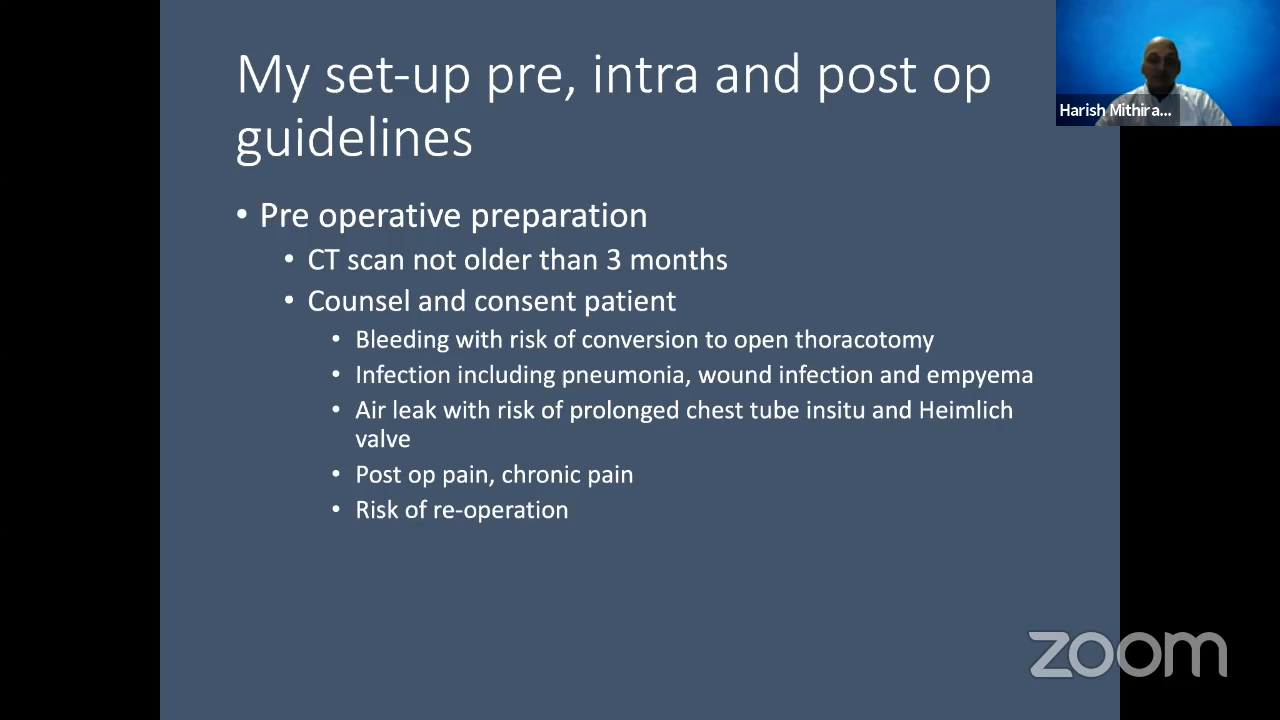 My set-up pre, intra and post op
guidelines
• Pre operative preparation
• CT scan not older than 3 months
• Counsel and consent patient
• Bleeding with risk of conversion to open thoracotomy
• Infection including pneumonia, wound infection and empyema
• Air leak with risk of prolonged chest tube insitu and Heimlich
valve
• Post op pain, chronic pain
• Risk of re-operation
Harish Mithira...
zoom